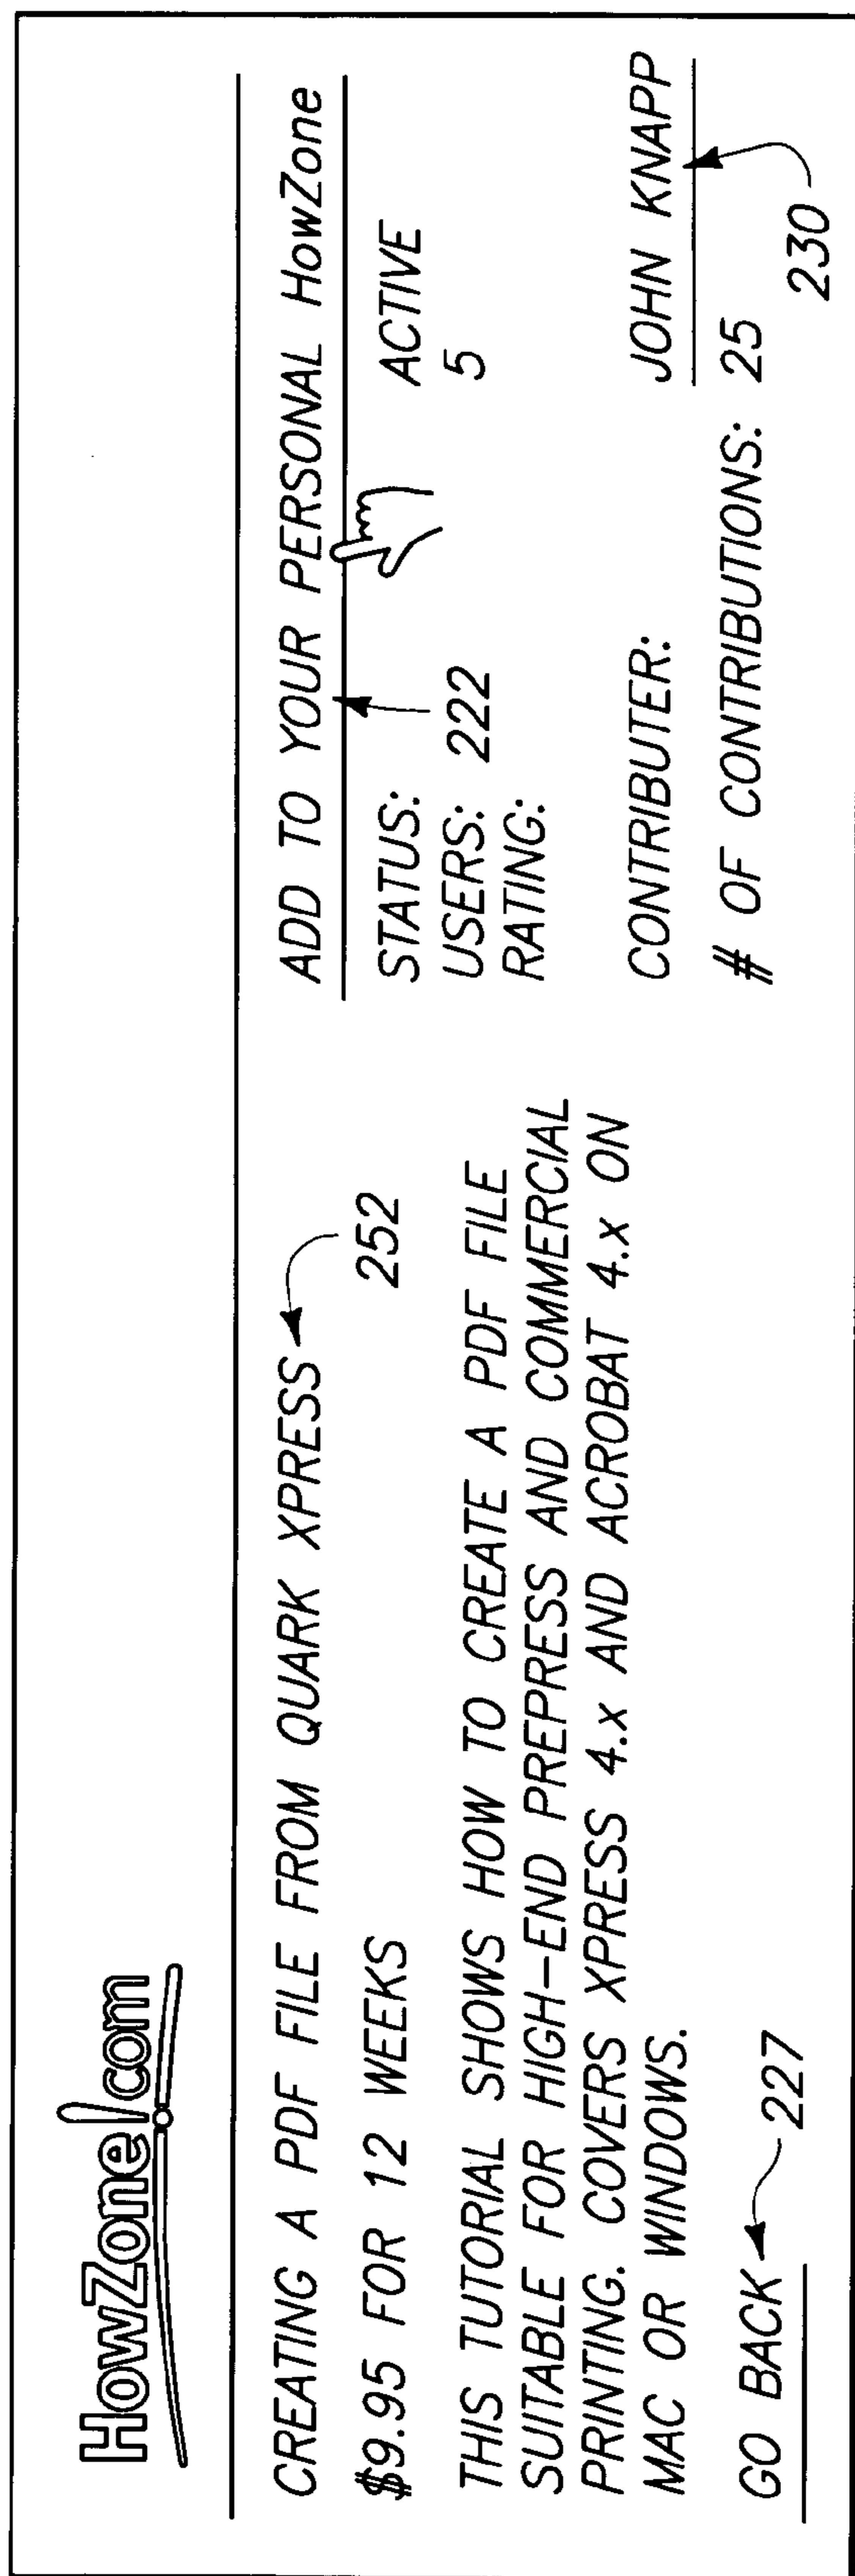 HowZone!com
CREATING A PDF FILE FROM QUARK XPRESS
252
$9.95 FOR 12 WEEKS
THIS TUTORIAL SHOWS HOW TO CREATE A PDF FILE
SUITABLE FOR HIGH-END PREPRESS AND COMMERCIAL
PRINTING. COVERS XPRESS 4.x AND ACROBAT 4.x ON
MAC OR WINDOWS.
GO BACK
227
ADD TO YOUR PERSONAL HowZone
STATUS: ACTIVE
USERS: 222 5
RATING:
CONTRIBUTER: JOHN KNAPP
# OF CONTRIBUTIONS: 25
230